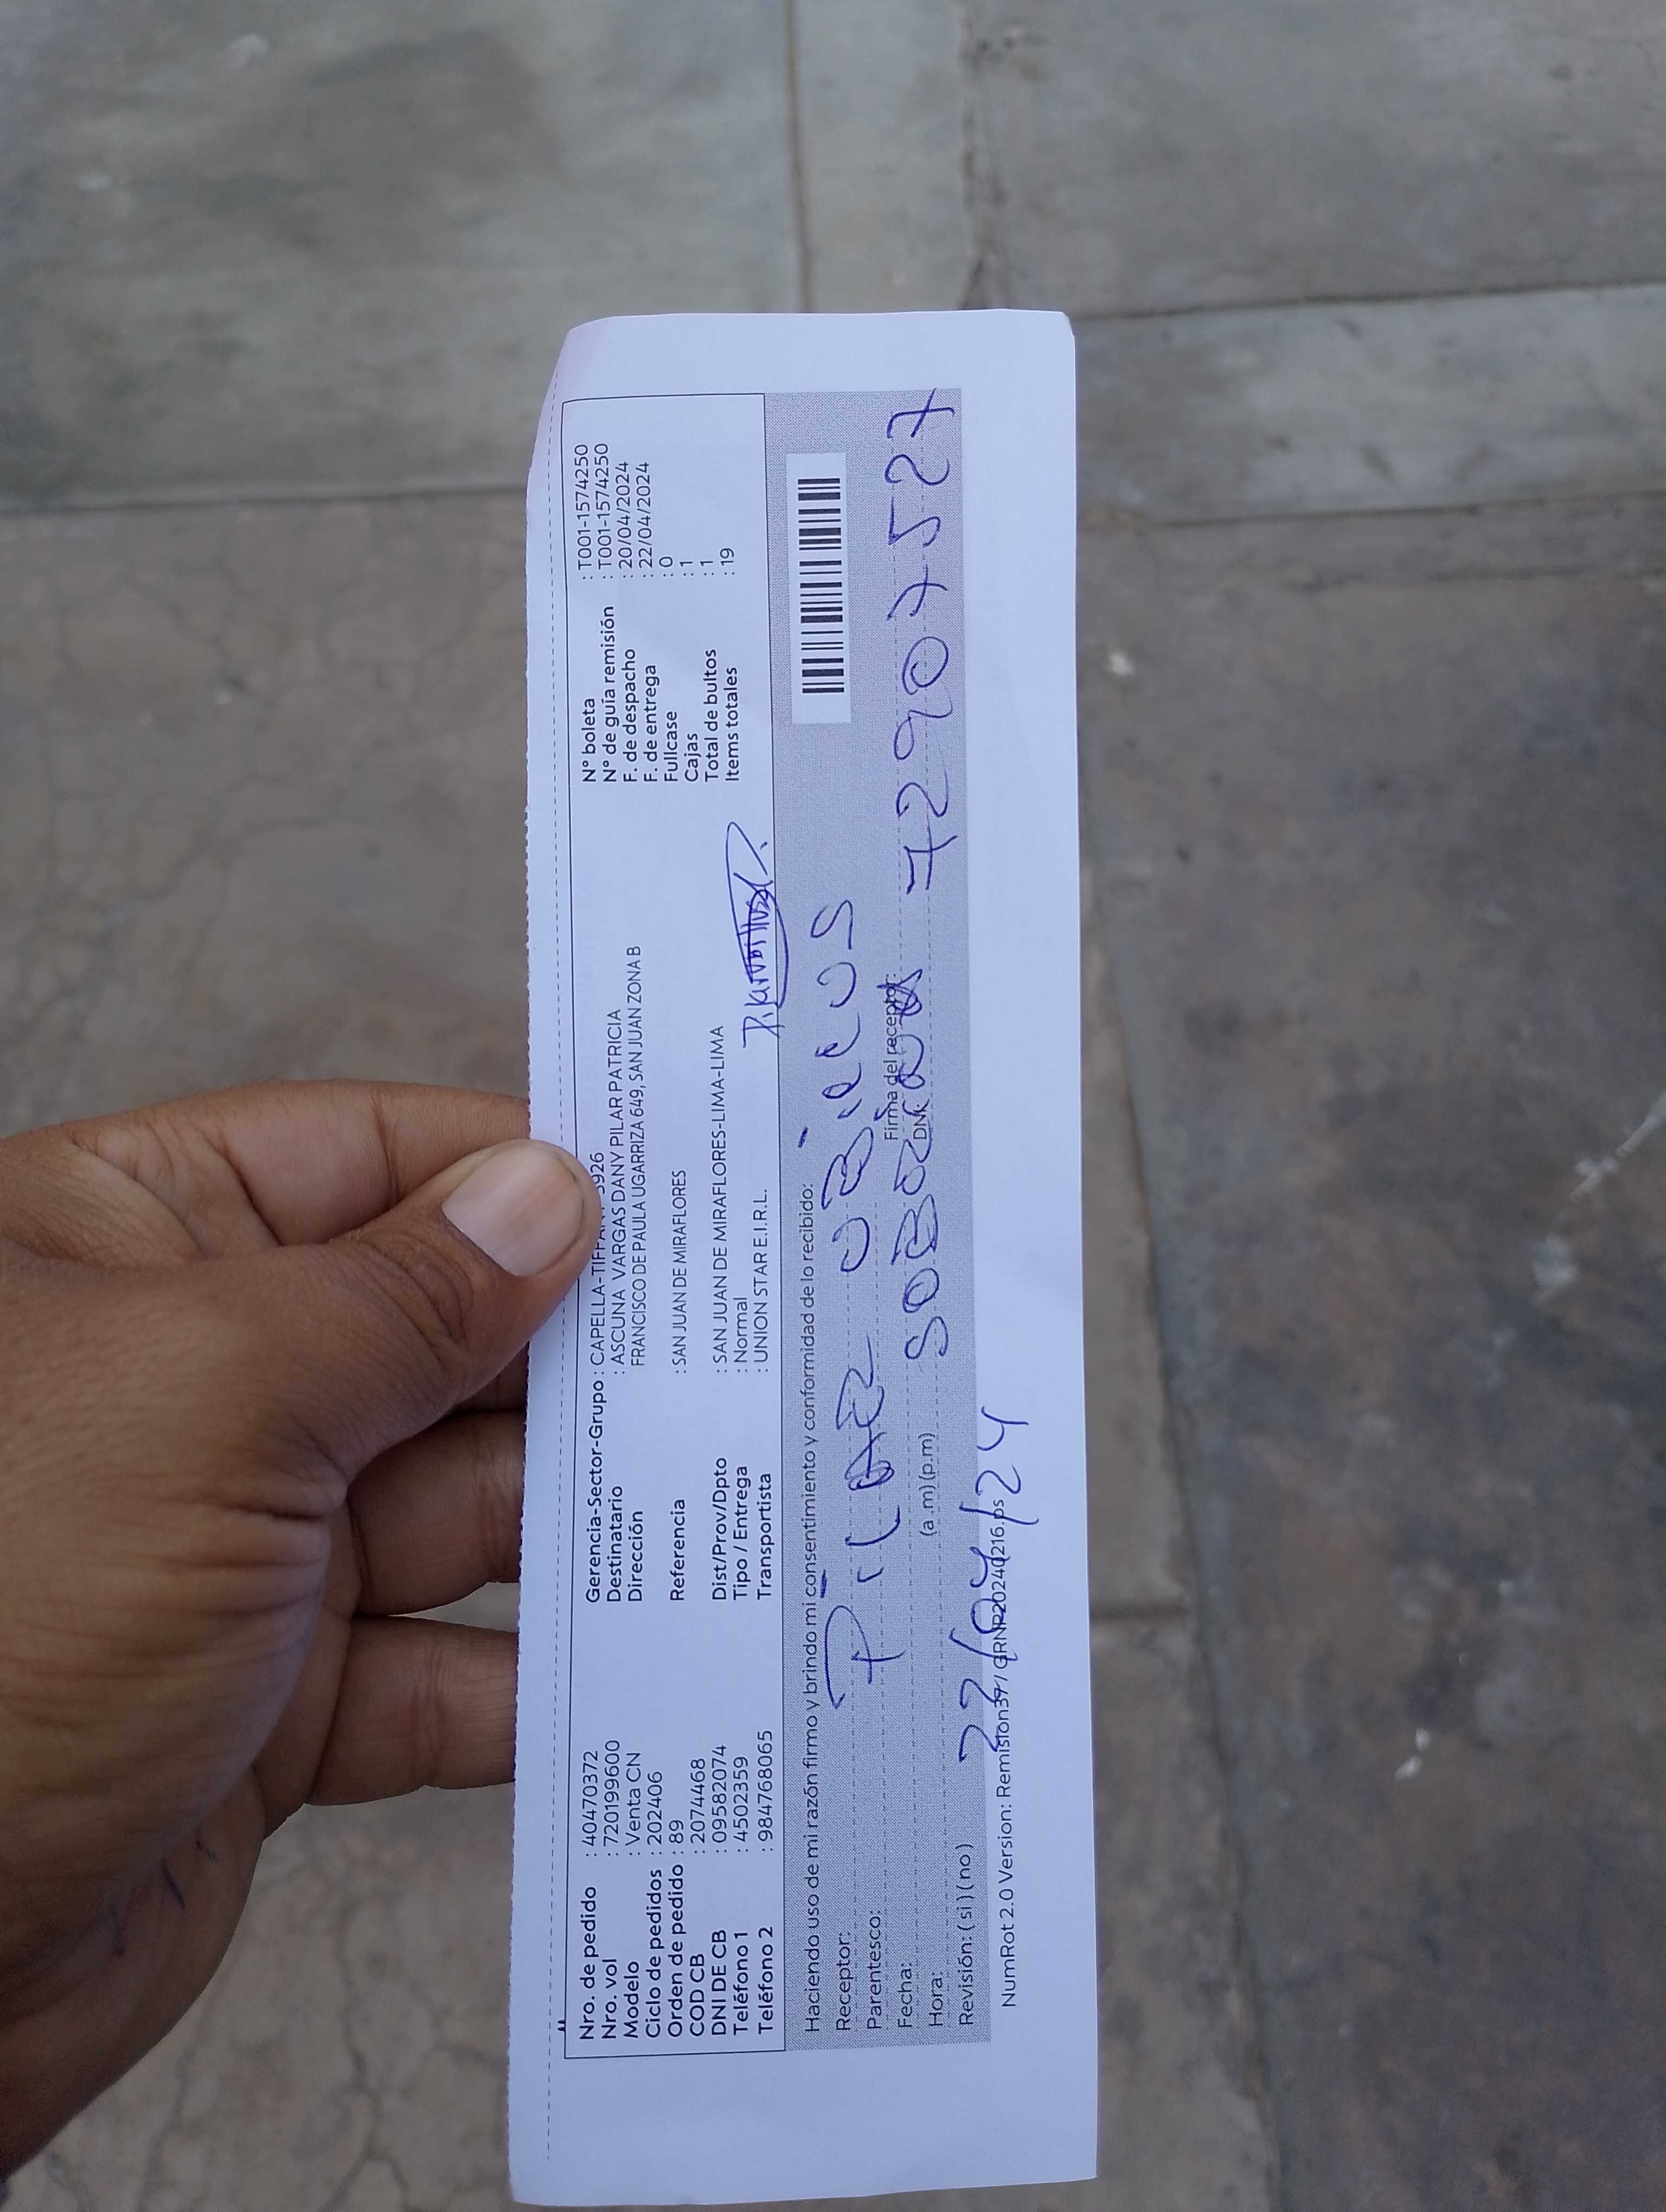 Nro. de pedido : 40470372
Nro. vol : 720199600
Modelo : Venta CN
Ciclo de pedidos : 202406
Orden de pedido : 89
COD CB : 2074468
DNI DE CB : 09582074
Teléfono 1 : 4502359
Teléfono 2 : 984768065
Gerencia-Sector-Grupo : CAPELLA-TIFFAN 3926
Destinatario : ASCUNA VARGAS DANY PILAR PATRICIA
Dirección FRANCISCO DE PAULA UGARRIZA 649, SAN JUAN ZONA B
Referencia : SAN JUAN DE MIRAFLORES
Dist/Prov/Dpto : SAN JUAN DE MIRAFLORES-LIMA-LIMA
Tipo / Entrega : Normal
Transportista : UNION STAR E.I.R.L.
N° boleta : T001-1574250
N° de guía remisión : T001-1574250
F. de despacho : 20/04/2024
F. de entrega : 22/04/2024
Fullcase : 0
Cajas : 1
Total de bultos : 1
Items totales : 19
Haciendo uso de mi razón firmo y brindo mi consentimiento y conformidad de lo recibido:
Receptor: PilAR UBillUS
Parentesco:
Fecha: Firma del receptor:
Hora: (a.m) (p.m) DNI: 72907527
Revisión: (si) (no) 22/04/24
NumRot 2.0 Version: Remision37 / GRNP20240216.ps